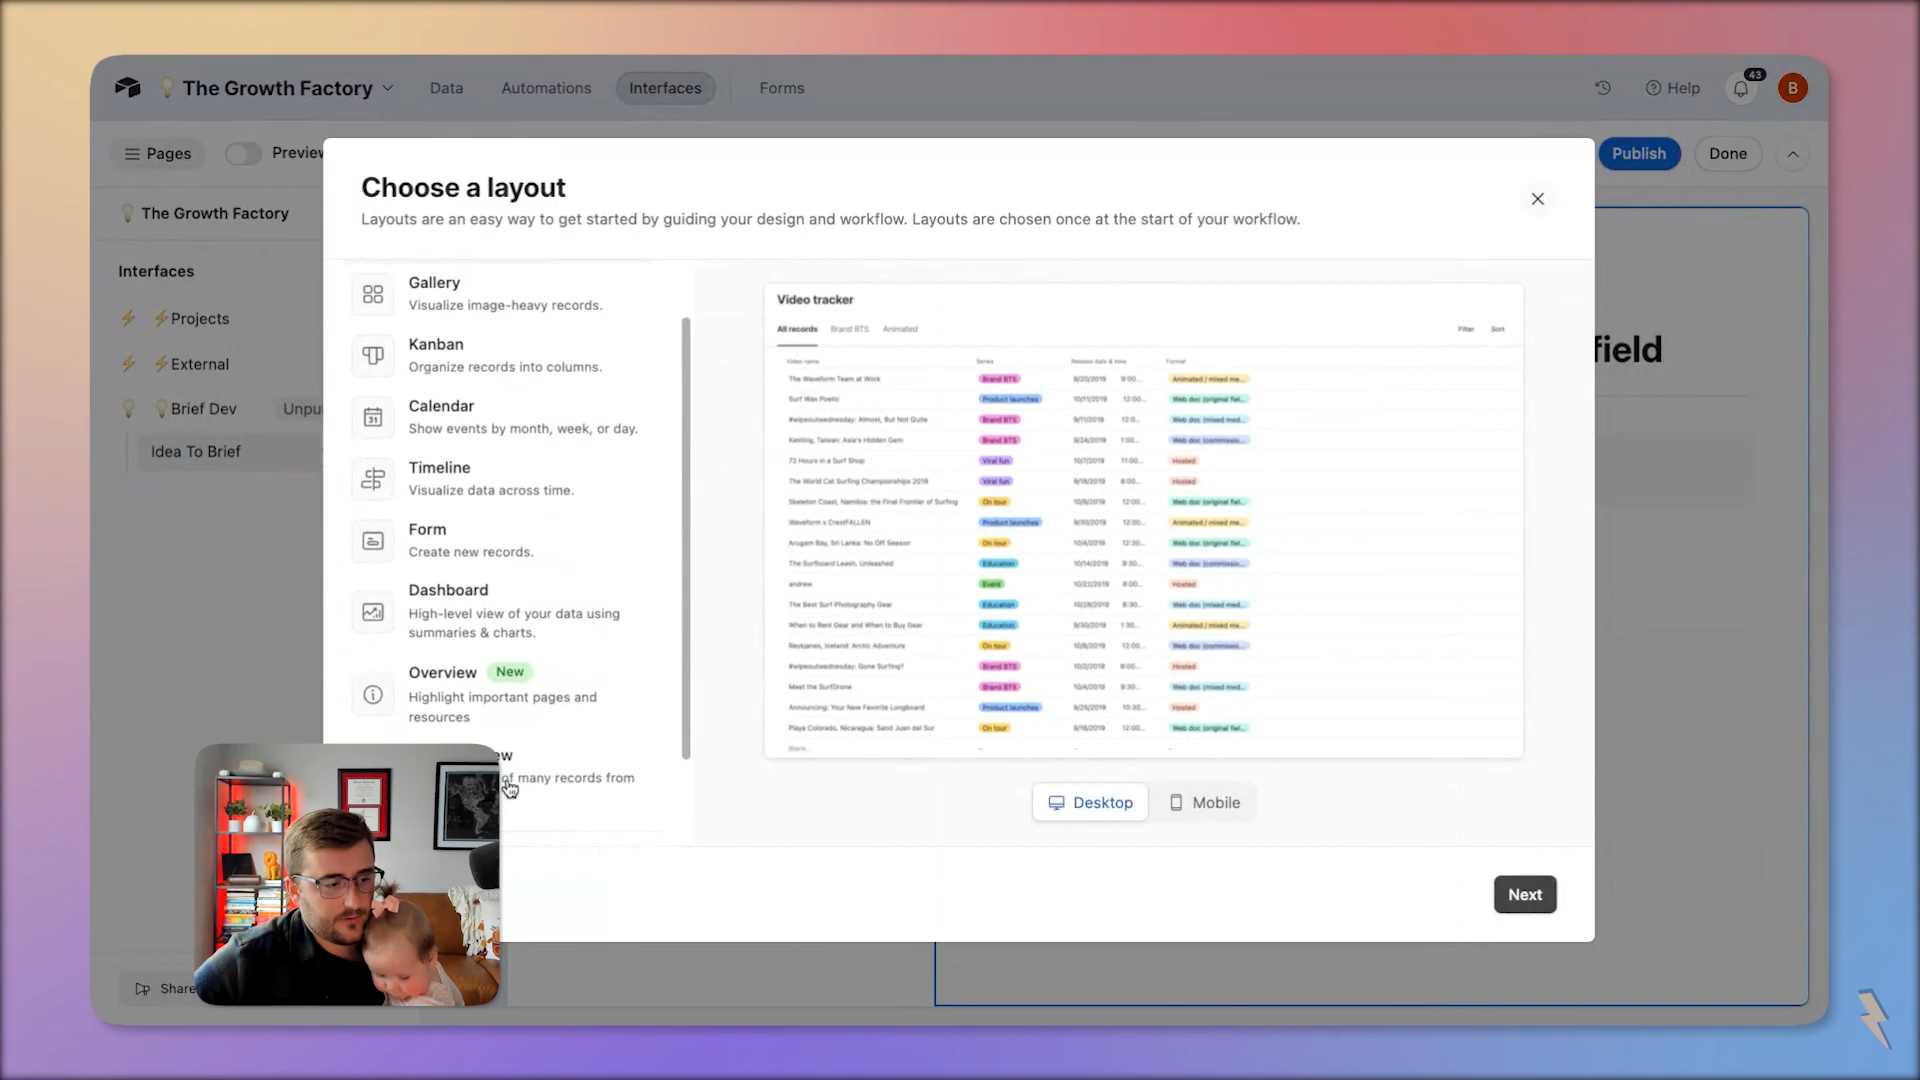 The Growth Factory
Data
Automations
Interfaces
Forms
Help
43
B
Pages
Preview
Publish
Done
The Growth Factory
Interfaces
Projects
External
Brief Dev
Unpu
Idea To Brief
Share
field
Choose a layout
Layouts are an easy way to get started by guiding your design and workflow. Layouts are chosen once at the start of your workflow.
Gallery
Visualize image-heavy records.
Kanban
Organize records into columns.
31
Calendar
Show events by month, week, or day.
Timeline
Visualize data across time.
Form
Create new records.
Dashboard
High-level view of your data using
summaries & charts.
Overview New
Highlight important pages and
resources
ew
of many records from
Video tracker
All records Brand BTS Animated Filter Sort
Video name Series Release date & time Format
The Waveform Team at Work Brand BTS 9/20/2019 9:00... Animated / mixed me...
Surf Wax Poetic Product launches 10/11/2019 12:00... Web doc (original fiel...
#wipeoutwednesday: Almost, But Not Quite Brand BTS 9/11/2019 12:0... Web doc (mixed med...
Kenting, Taiwan: Asia's Hidden Gem Brand BTS 9/24/2019 1:00... Web doc (commissio...
72 Hours in a Surf Shop Viral fun 10/7/2019 11:00... Hosted
The World Cat Surfing Championships 2019 Viral fun 9/18/2019 8:00... Hosted
Skeleton Coast, Namibia: the Final Frontier of Surfing On tour 10/9/2019 12:00... Web doc (original fiel...
Waveform x CrestFALLEN Product launches 9/30/2019 12:00... Animated / mixed me...
Arugam Bay, Sri Lanka: No Off Season On tour 10/4/2019 12:30... Web doc (original fiel...
The Surfboard Leash, Unleashed Education 10/14/2019 9:30... Web doc (commissio...
andrew Event 10/22/2019 8:00... Hosted
The Best Surf Photography Gear Education 10/28/2019 8:30... Web doc (mixed med...
When to Rent Gear and When to Buy Gear Education 9/30/2019 1:30... Animated / mixed me...
Reykjanes, Iceland: Arctic Adventure On tour 10/8/2019 12:00... Web doc (commissio...
#wipeoutwednesday: Gone Surfing? Brand BTS 10/2/2019 6:00... Hosted
Meet the SurfDrone Brand BTS 10/4/2019 9:30... Web doc (mixed med...
Announcing: Your New Favorite Longboard Product launches 9/25/2019 10:30... Hosted
Playa Colorado, Nicaragua: Sand Juan del Sur On tour 9/18/2019 12:00... Web doc (original fiel...
Desktop
Mobile
Next